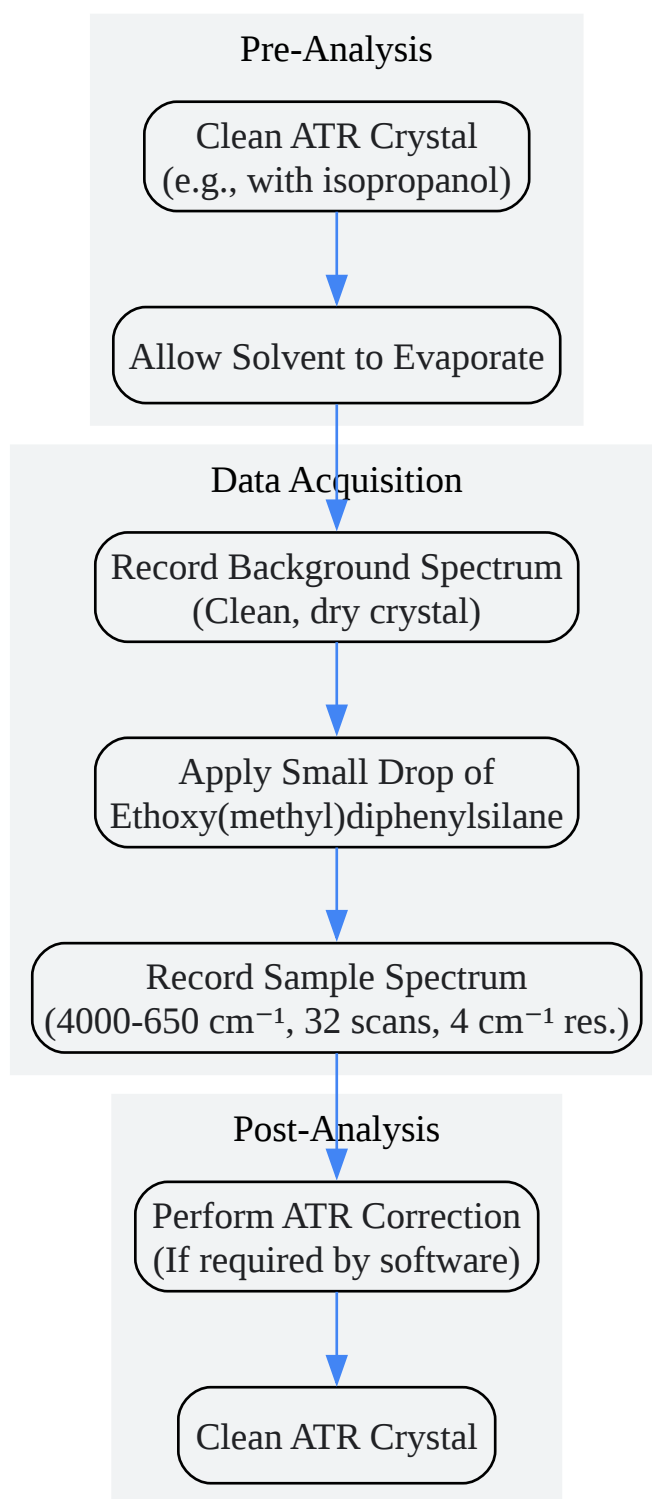 Pre-Analysis
Clean ATR Crystal
(e.g., with isopropanol)
Allow Solvent to Evaporate
Data Acquisition
Record Background Spectrum
(Clean, dry crystal)
Apply Small Drop of
Ethoxy(methyl)diphenylsilane
Record Sample Spectrum
(4000-650 cm⁻¹, 32 scans, 4 cm⁻¹ res.)
Post-Analysis
Perform ATR Correction
(If required by software)
Clean ATR Crystal